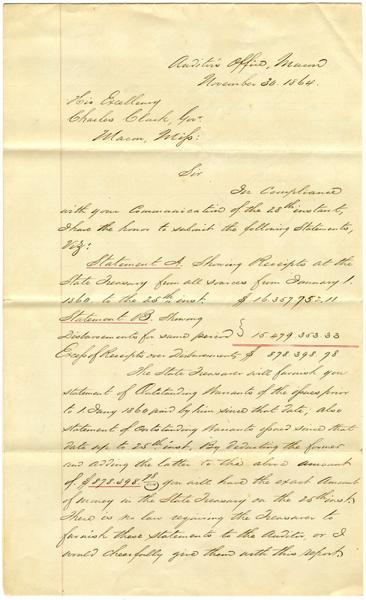 Auditor's Office, Macon
November 30. 1864.
His Excellency
Charles Clark, Gov.
Macon, Miss:
Sir
In Compliance
with your Communication of the 28th instant,
I have the honor to submit the following Statements,
Viz:
Statement A, Showing Receipts at the
State Treasury from all sources from January 1.
1860 to the 25th inst. $16.357,752.11
Statement B, Showing
Disbursements for same period } 15.479 353.33
Excess of Receipts over Disbursements $ 878.398.78
The State Treasurer will furnish you
statement of Outstanding Warrants of the issues prior
to 1 Jany 1860 paid by him since that date, also
statement of Outstanding Warrants issued since that
date up to 25th inst. By deducting the former
and adding the latter to the above amount
of $878.398.78 you will have the exact amount
of money in the State Treasury on the 25th inst.
There is no law requiring the Treasurer to
furnish these statements to the Auditor, or I
would cheerfully give them with this report.